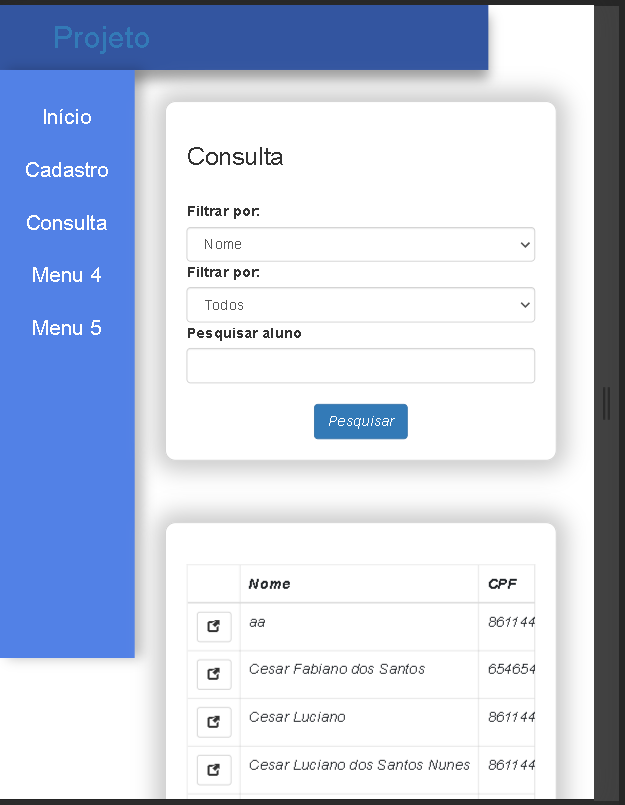 Projeto
Início
Cadastro
Consulta
Menu 4
Menu 5
Consulta
Filtrar por:
Nome
Filtrar por:
Todos
Pesquisar aluno
Pesquisar
Nome CPF
aa 861144
Cesar Fabiano dos Santos 654654
Cesar Luciano 861144
Cesar Luciano dos Santos Nunes 861144